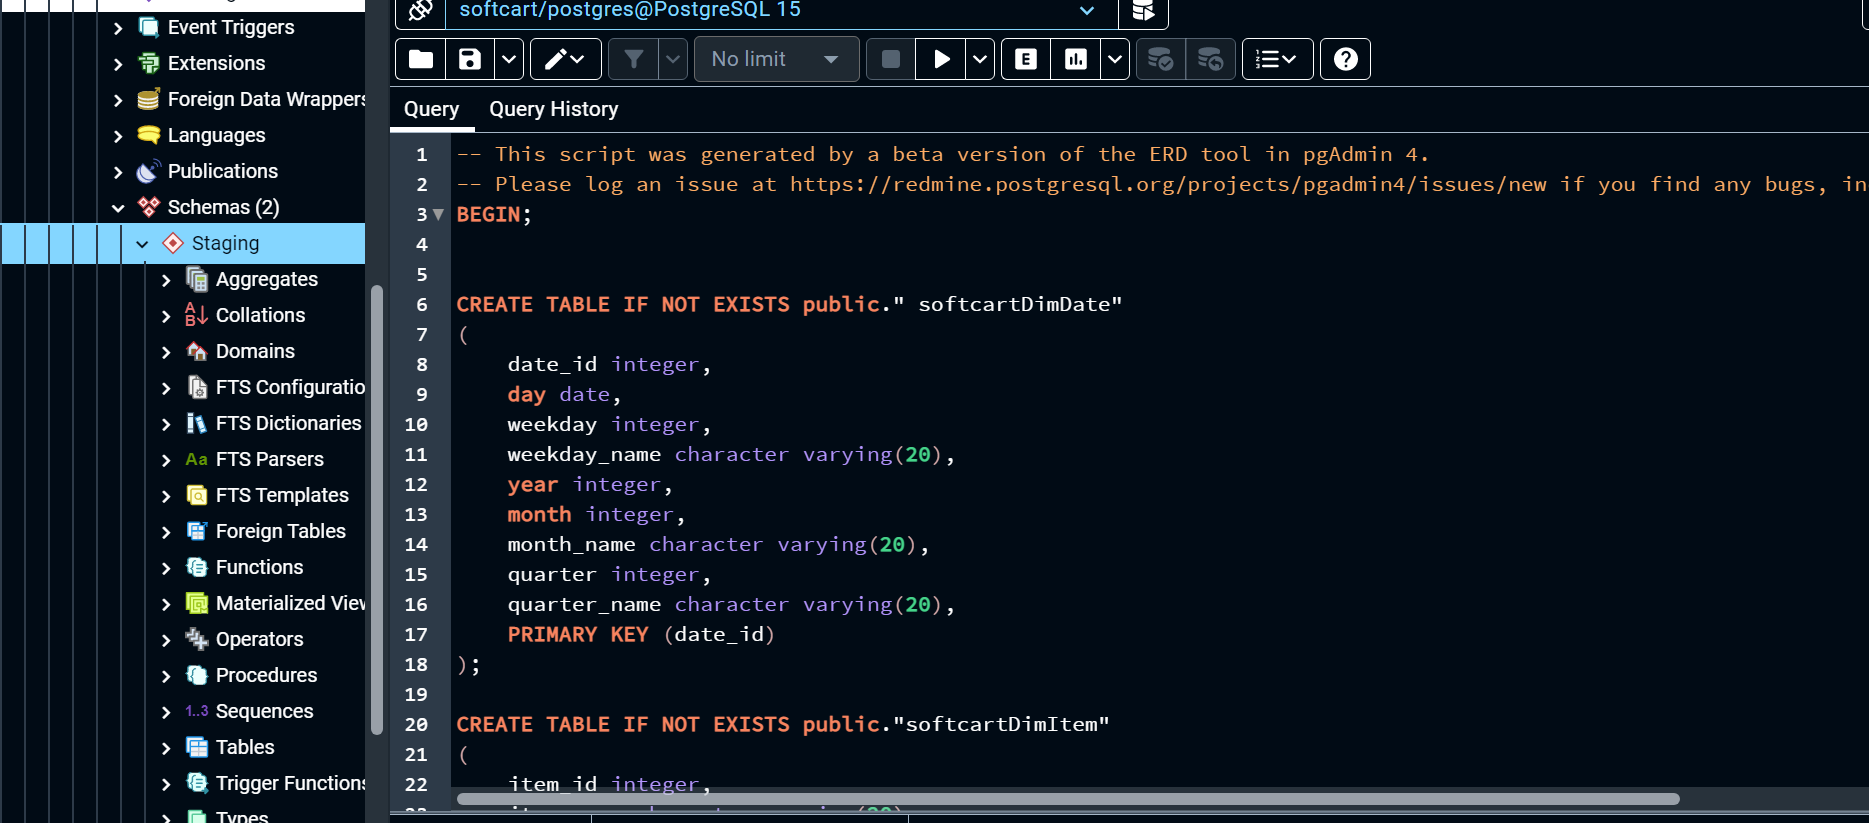 Event Triggers
Extensions
Foreign Data Wrappers
Languages
Publications
Schemas (2)
Staging
Aggregates
Collations
Domains
FTS Configuratio
FTS Dictionaries
Aa FTS Parsers
FTS Templates
Foreign Tables
Functions
Materialized View
Operators
Procedures
1..3 Sequences
Tables
Trigger Functions
Types
softcart/postgres@PostgreSQL 15
No limit
E
Query Query History
1 -- This script was generated by a beta version of the ERD tool in pgAdmin 4.
2 -- Please log an issue at https://redmine.postgresql.org/projects/pgadmin4/issues/new if you find any bugs, in
3 BEGIN;
4
5
6 CREATE TABLE IF NOT EXISTS public." softcartDimDate"
7 (
8 date_id integer,
9 day date,
10 weekday integer,
11 weekday_name character varying(20),
12 year integer,
13 month integer,
14 month_name character varying(20),
15 quarter integer,
16 quarter_name character varying(20),
17 PRIMARY KEY (date_id)
18 );
19
20 CREATE TABLE IF NOT EXISTS public."softcartDimItem"
21 (
22 item_id integer,